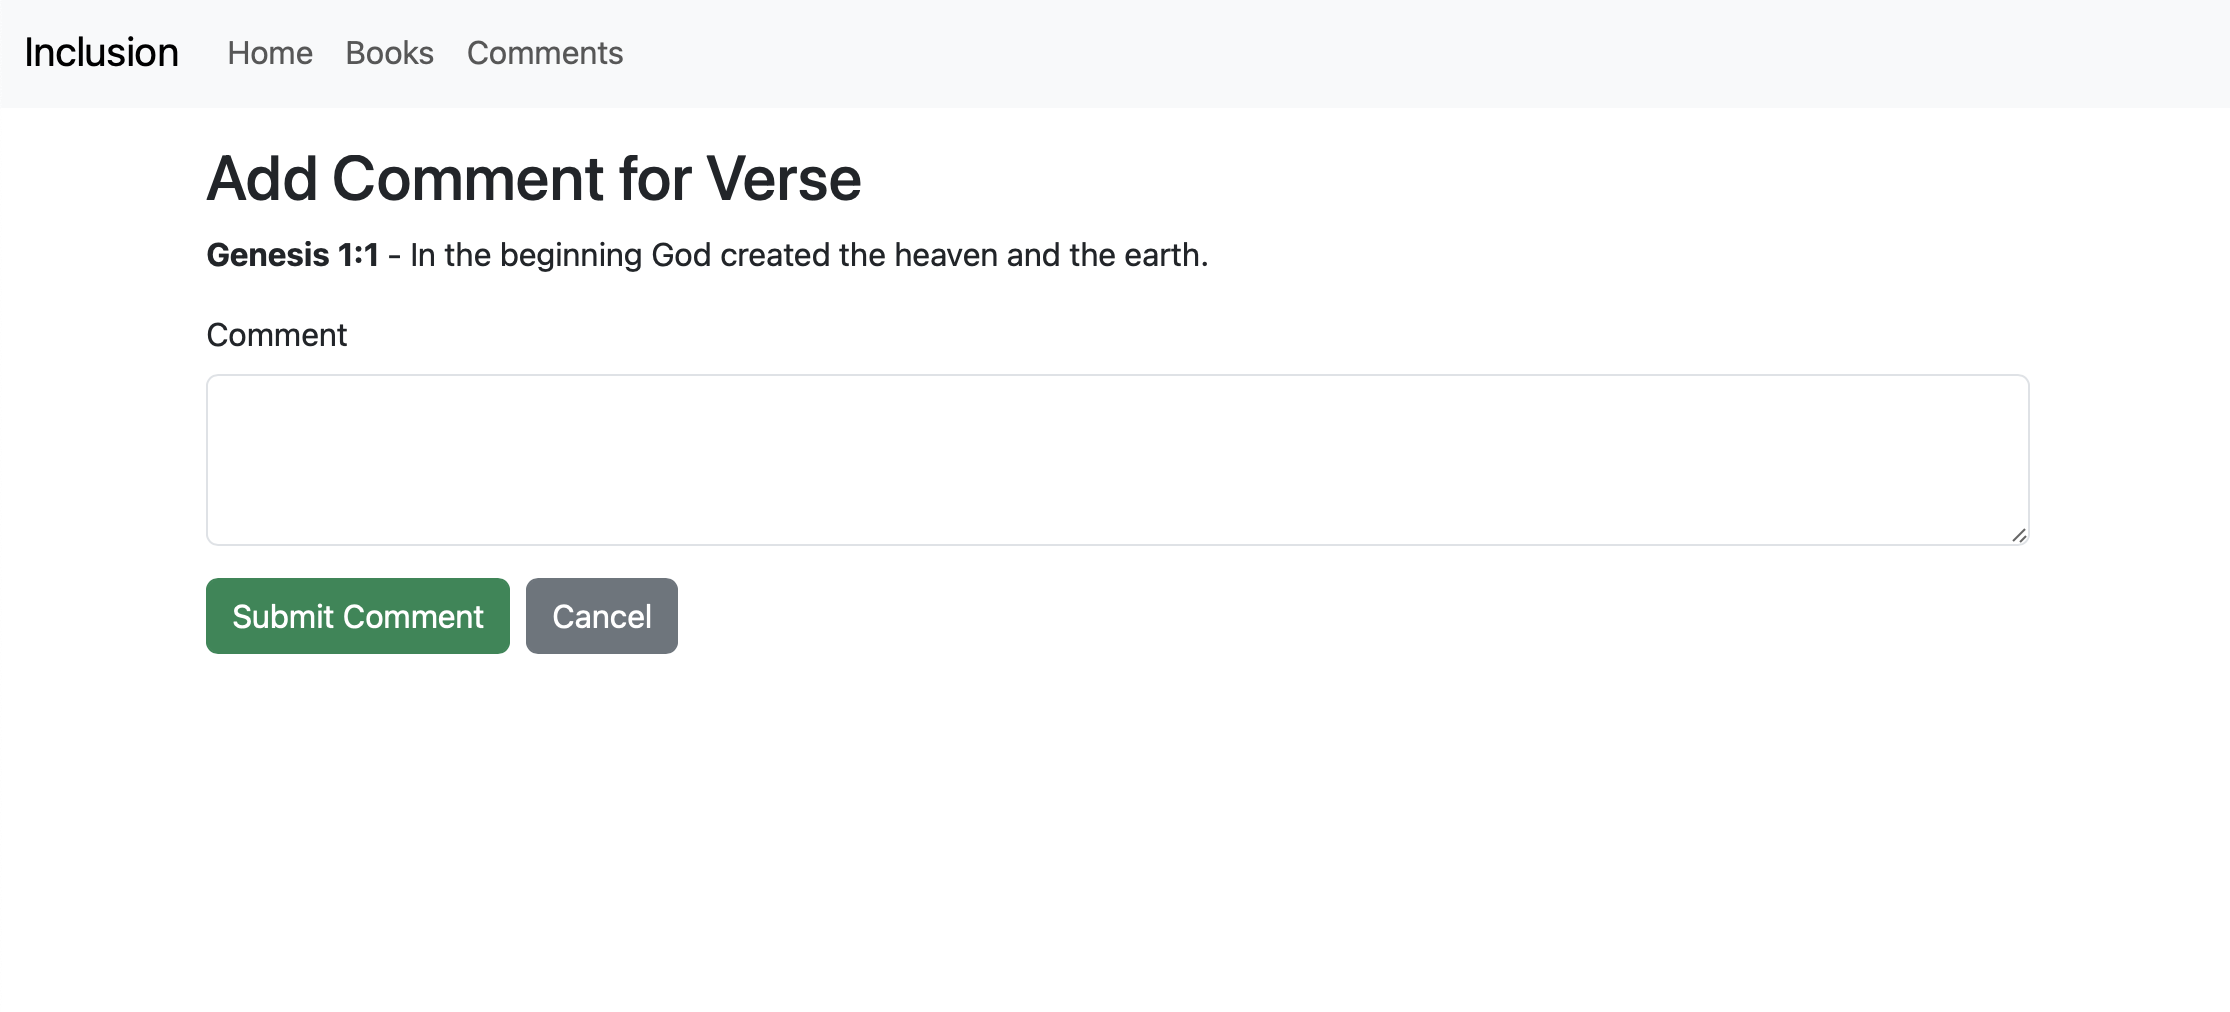 Inclusion Home Books Comments
Add Comment for Verse
Genesis 1:1 - In the beginning God created the heaven and the earth.
Comment
Submit Comment Cancel